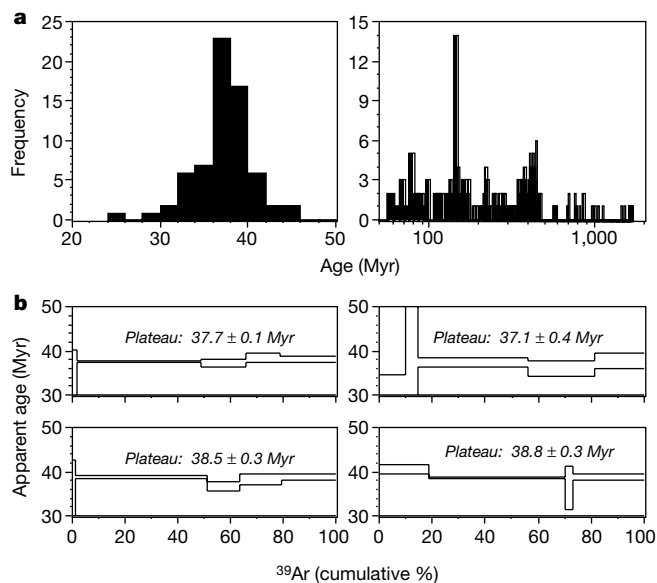 a
25
20
15
10
5
0
Frequency
20 30 40 50
15
12
9
6
3
0
100 1,000
Age (Myr)
b
50
40
30
Plateau: 37.7 ± 0.1 Myr
50
40
30
Plateau: 37.1 ± 0.4 Myr
Apparent age (Myr)
50
40
30
Plateau: 38.5 ± 0.3 Myr
0 20 40 60 80 100
50
40
30
Plateau: 38.8 ± 0.3 Myr
0 20 40 60 80 100
³⁹Ar (cumulative %)